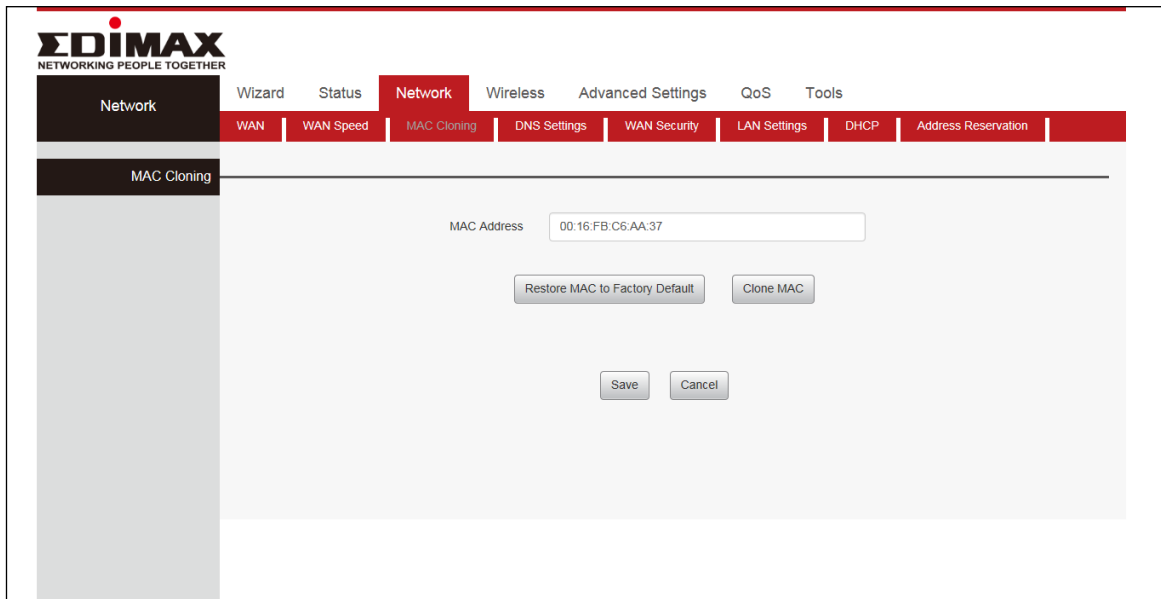 EDIMAX
NETWORKING PEOPLE TOGETHER
Network
Wizard Status Network Wireless Advanced Settings QoS Tools
WAN WAN Speed MAC Cloning DNS Settings WAN Security LAN Settings DHCP Address Reservation
MAC Cloning
MAC Address 00:16:FB:C6:AA:37
Restore MAC to Factory Default Clone MAC
Save Cancel